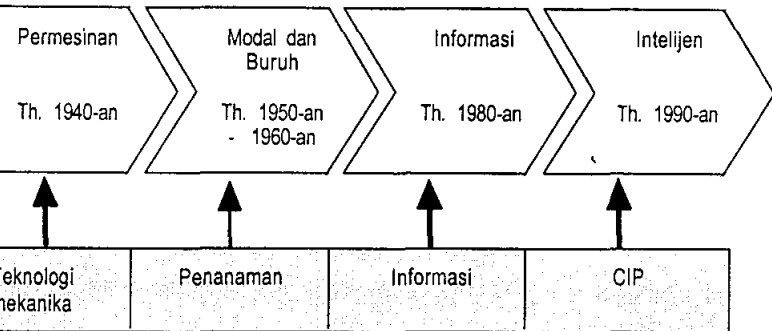 Permesinan
Th. 1940-an
Modal dan
Buruh
Th. 1950-an
- 1960-an
Informasi
Th. 1980-an
Intelijen
Th. 1990-an
Teknologi
mekanika
Penanaman
Informasi
CIP